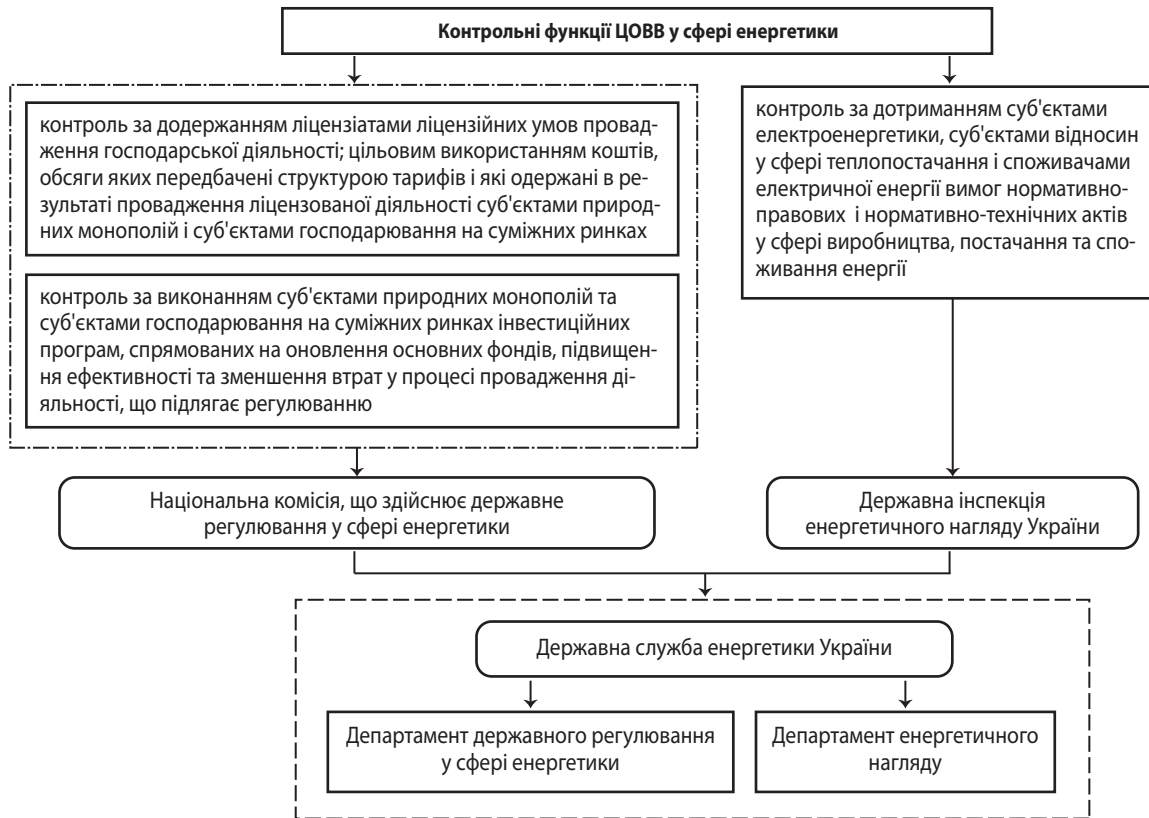 Контрольні функції ЦОВВ у сфері енергетики
контроль за додержанням ліцензіатами ліцензійних умов провад-
ження господарської діяльності; цільовим використанням коштів,
обсяги яких передбачені структурою тарифів і які одержані в ре-
зультаті провадження ліцензованої діяльності суб'єктами природ-
них монополій і суб'єктами господарювання на суміжних ринках
контроль за виконанням суб'єктами природних монополій та
суб'єктами господарювання на суміжних ринках інвестиційних
програм, спрямованих на оновлення основних фондів, підвищен-
ня ефективності та зменшення втрат у процесі провадження ді-
яльності, що підлягає регулюванню
контроль за дотриманням суб'єктами
електроенергетики, суб'єктами відносин
у сфері теплопостачання і споживачами
електричної енергії вимог нормативно-
правових і нормативно-технічних актів
у сфері виробництва, постачання та спо-
живання енергії
Національна комісія, що здійснює державне
регулювання у сфері енергетики
Державна інспекція
енергетичного нагляду України
Державна служба енергетики України
Департамент державного регулювання
у сфері енергетики
Департамент енергетичного
нагляду